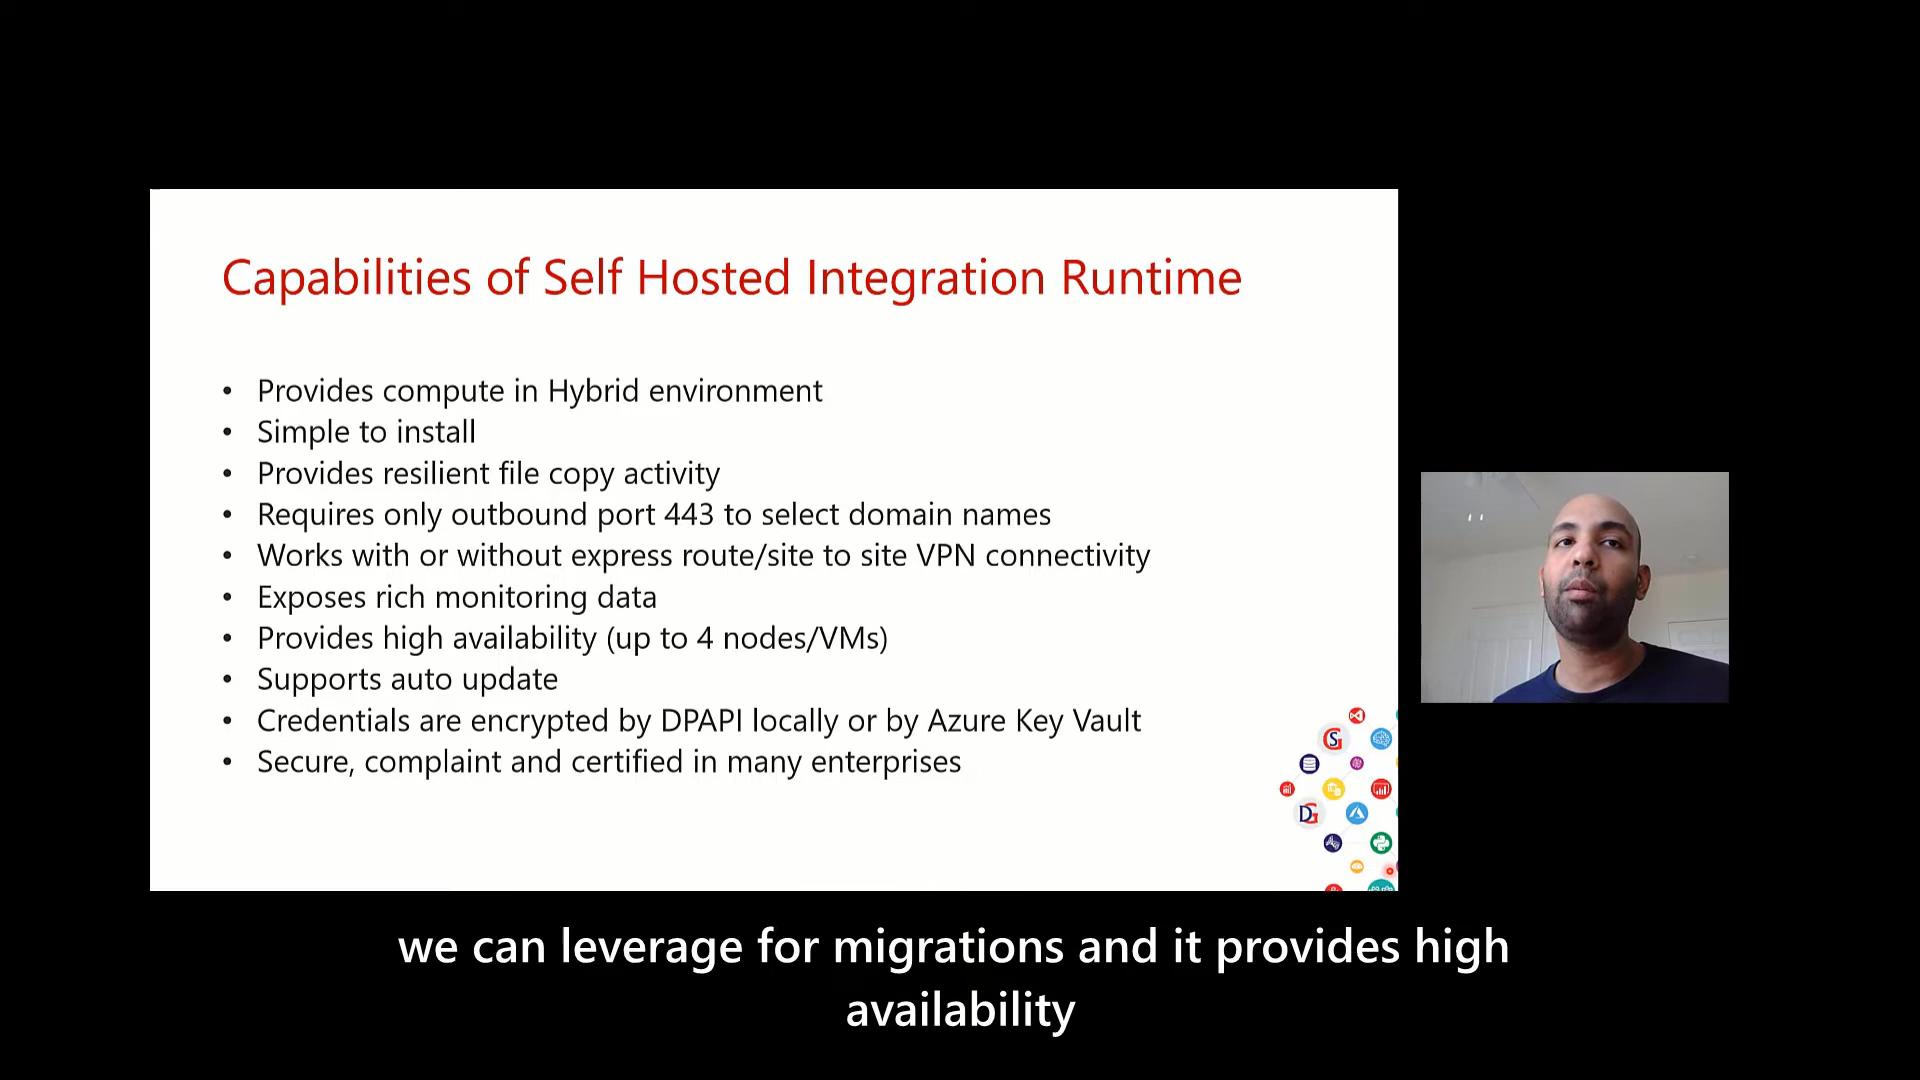 Capabilities of Self Hosted Integration Runtime
• Provides compute in Hybrid environment
• Simple to install
• Provides resilient file copy activity
• Requires only outbound port 443 to select domain names
• Works with or without express route/site to site VPN connectivity
• Exposes rich monitoring data
• Provides high availability (up to 4 nodes/VMs)
• Supports auto update
• Credentials are encrypted by DPAPI locally or by Azure Key Vault
• Secure, complaint and certified in many enterprises
GS
DG
we can leverage for migrations and it provides high
availability